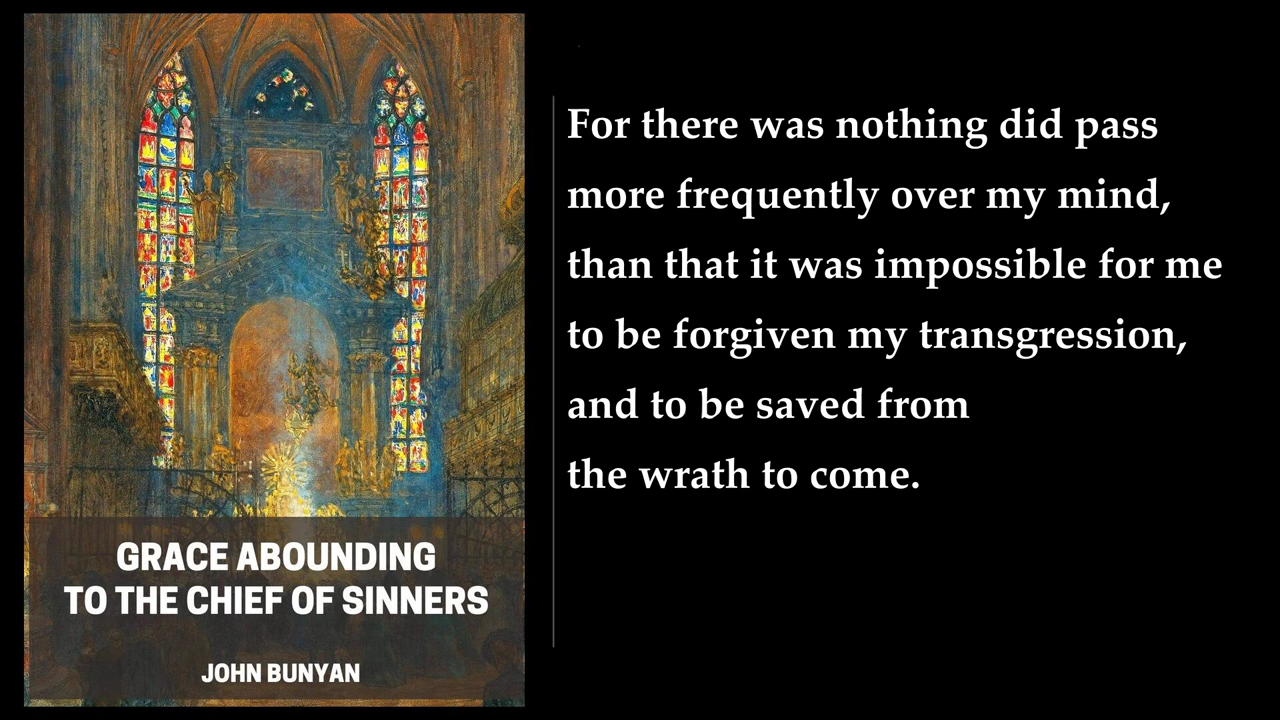 GRACE ABOUNDING
TO THE CHIEF OF SINNERS
JOHN BUNYAN
For there was nothing did pass
more frequently over my mind,
than that it was impossible for me
to be forgiven my transgression,
and to be saved from
the wrath to come.